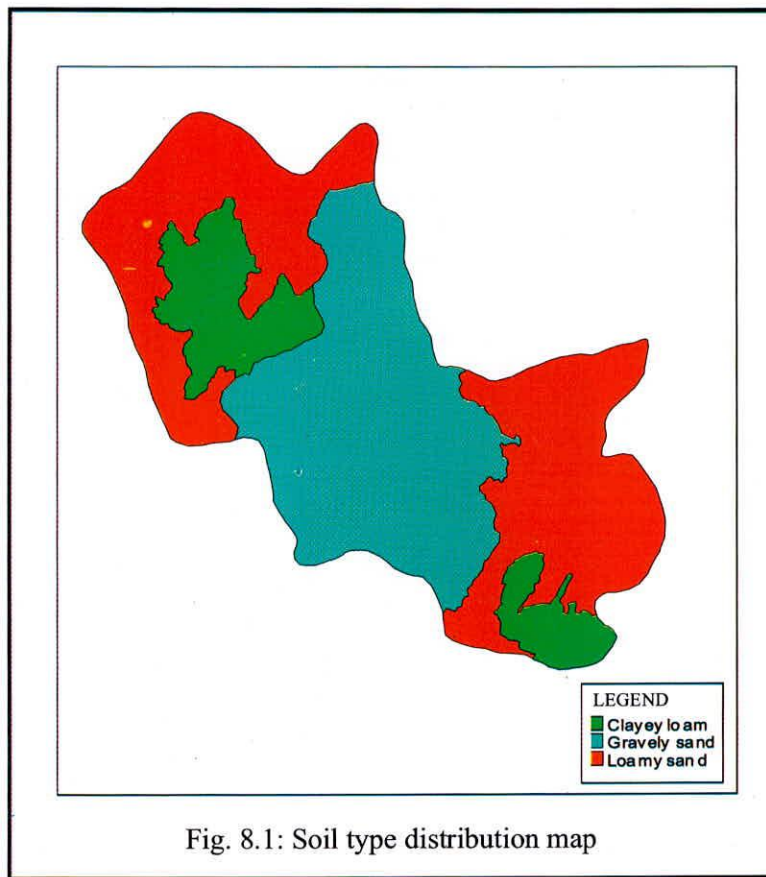 LEGEND
Clayey loam
Gravely sand
Loamy sand
Fig. 8.1: Soil type distribution map